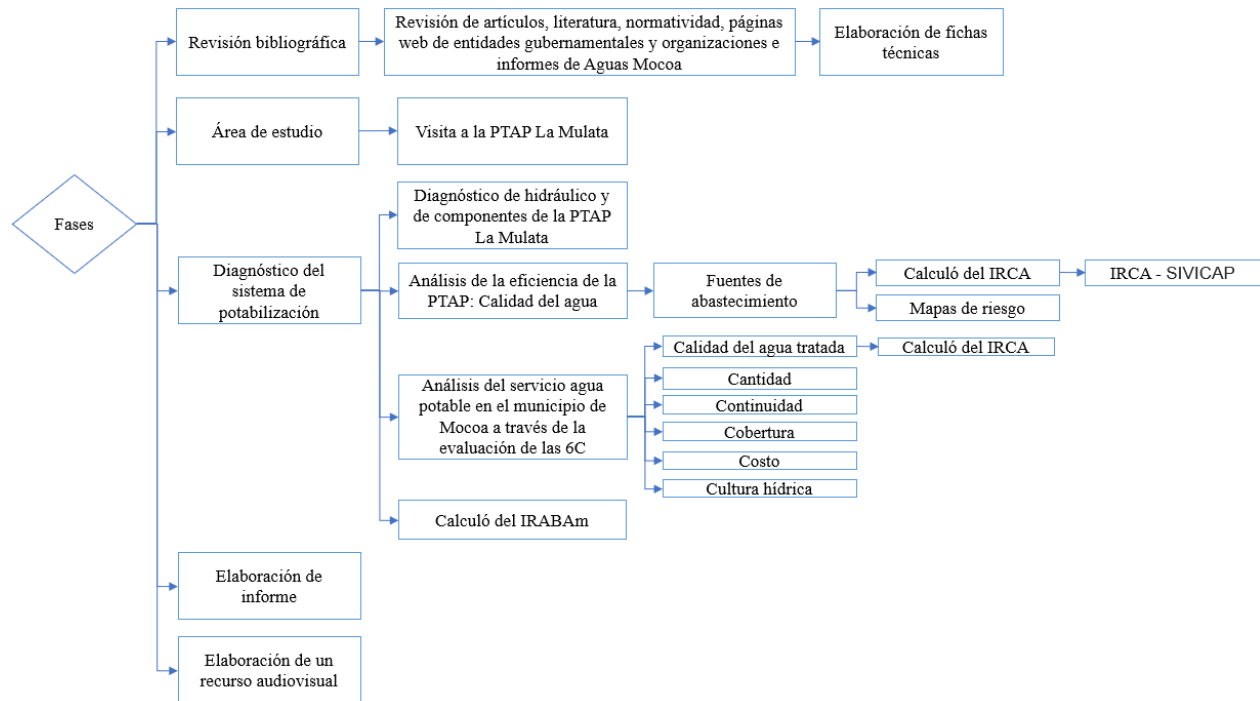 Fases
Revisión bibliográfica
Revisión de artículos, literatura, normatividad, páginas
web de entidades gubernamentales y organizaciones e
informes de Aguas Mocoa
Elaboración de fichas
técnicas
Área de estudio
Visita a la PTAP La Mulata
Diagnóstico del
sistema de
potabilización
Diagnóstico de hidráulico y
de componentes de la PTAP
La Mulata
Análisis de la eficiencia de la
PTAP: Calidad del agua
Fuentes de
abastecimiento
Calculó del IRCA
IRCA - SIVICAP
Mapas de riesgo
Análisis del servicio agua
potable en el municipio de
Mocoa a través de la
evaluación de las 6C
Calidad del agua tratada
Calculó del IRCA
Cantidad
Continuidad
Cobertura
Costo
Cultura hídrica
Calculó del IRABAm
Elaboración de
informe
Elaboración de un
recurso audiovisual